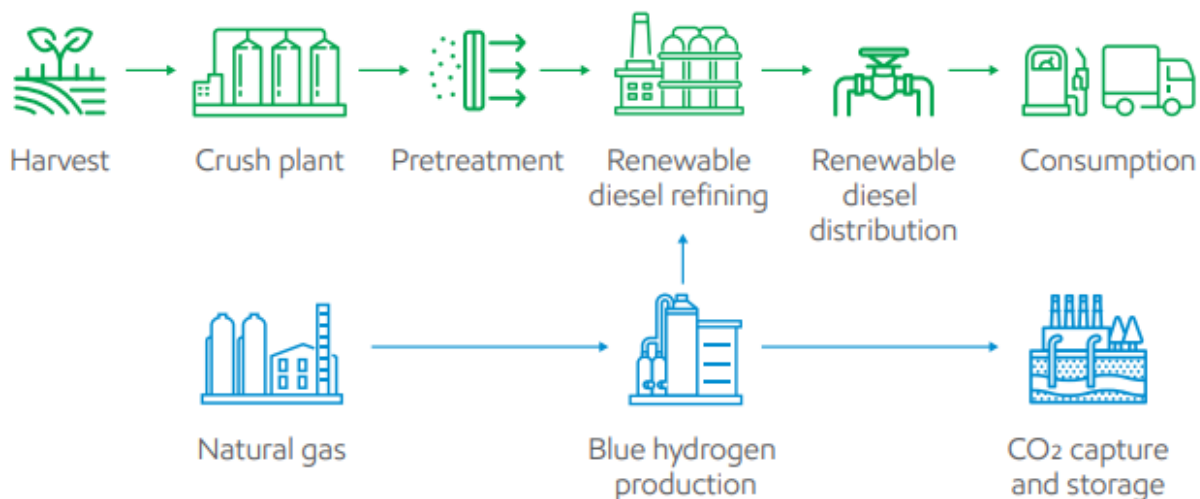 Harvest
Crush plant
Pretreatment
Renewable
diesel refining
Renewable
diesel
distribution
Consumption
Natural gas
Blue hydrogen
production
CO2 capture
and storage